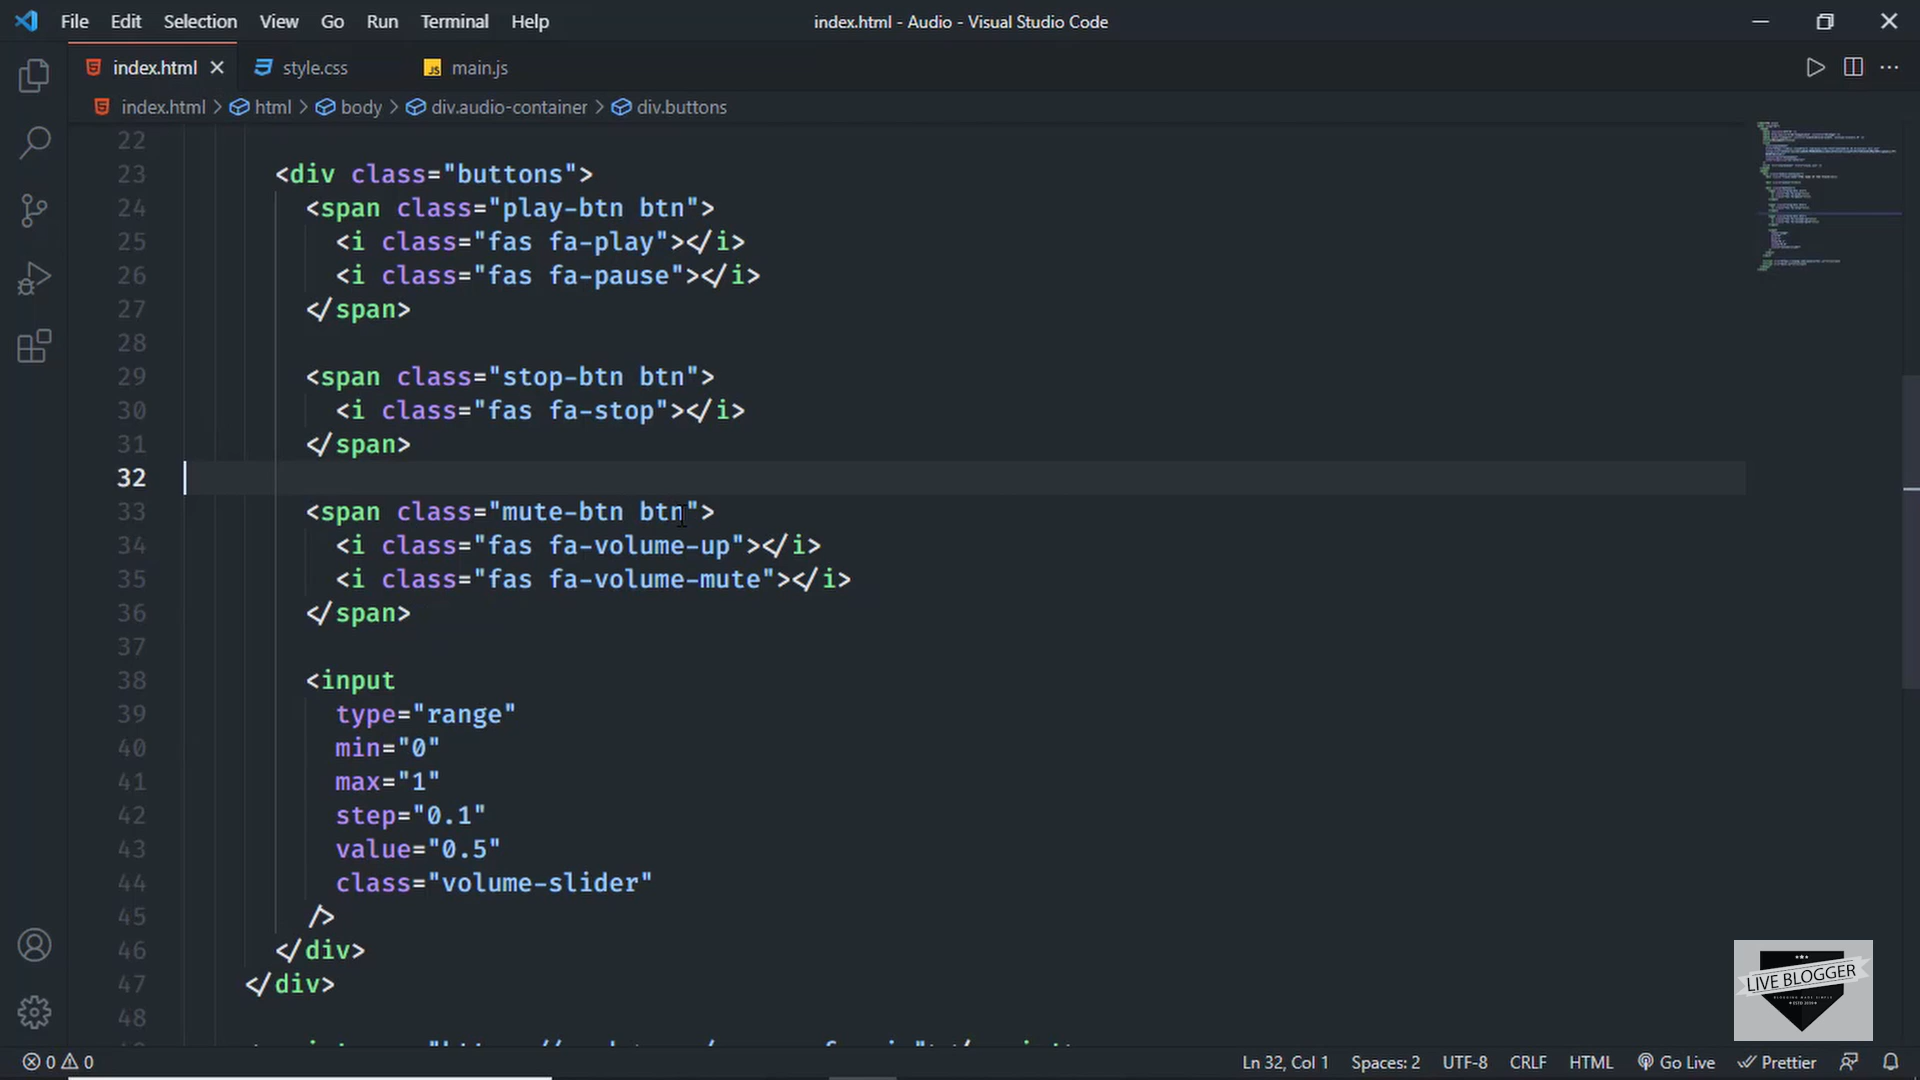 File Edit Selection View Go Run Terminal Help
index.html - Audio - Visual Studio Code
index.html
style.css
JS main.js
index.html > html > body > div.audio-container > div.buttons
22
23 <div class="buttons">
24 <span class="play-btn btn">
25 <i class="fas fa-play"></i>
26 <i class="fas fa-pause"></i>
27 </span>
28
29 <span class="stop-btn btn">
30 <i class="fas fa-stop"></i>
31 </span>
32
33 <span class="mute-btn btn">
34 <i class="fas fa-volume-up"></i>
35 <i class="fas fa-volume-mute"></i>
36 </span>
37
38 <input
39 type="range"
40 min="0"
41 max="1"
42 step="0.1"
43 value="0.5"
44 class="volume-slider"
45 />
46 </div>
47 </div>
48
LIVE BLOGGER
0 0
Ln 32, Col 1 Spaces: 2 UTF-8 CRLF HTML Go Live Prettier